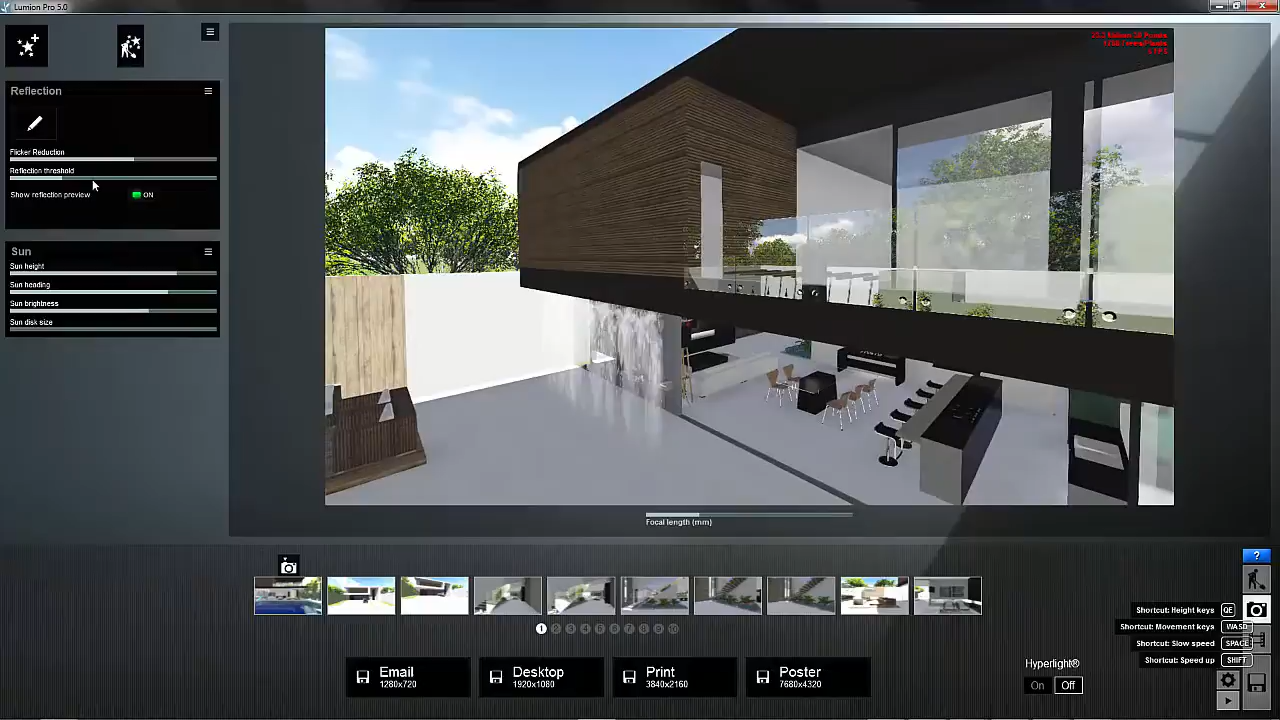 Lumion Pro 5.0
Reflection
Flicker Reduction
Reflection threshold
Show reflection preview
ON
Sun
Sun height
Sun heading
Sun brightness
Sun disk size
Focal length (mm)
?
1 2 3 4 5 6 7 8 9 10
Shortcut: Height keys QE
Shortcut: Movement keys WASD
Shortcut: Slow speed SPACE
Shortcut: Speed up SHIFT
Email
1280x720
Desktop
1920x1080
Print
3840x2160
Poster
7680x4320
Hyperlight®
On Off